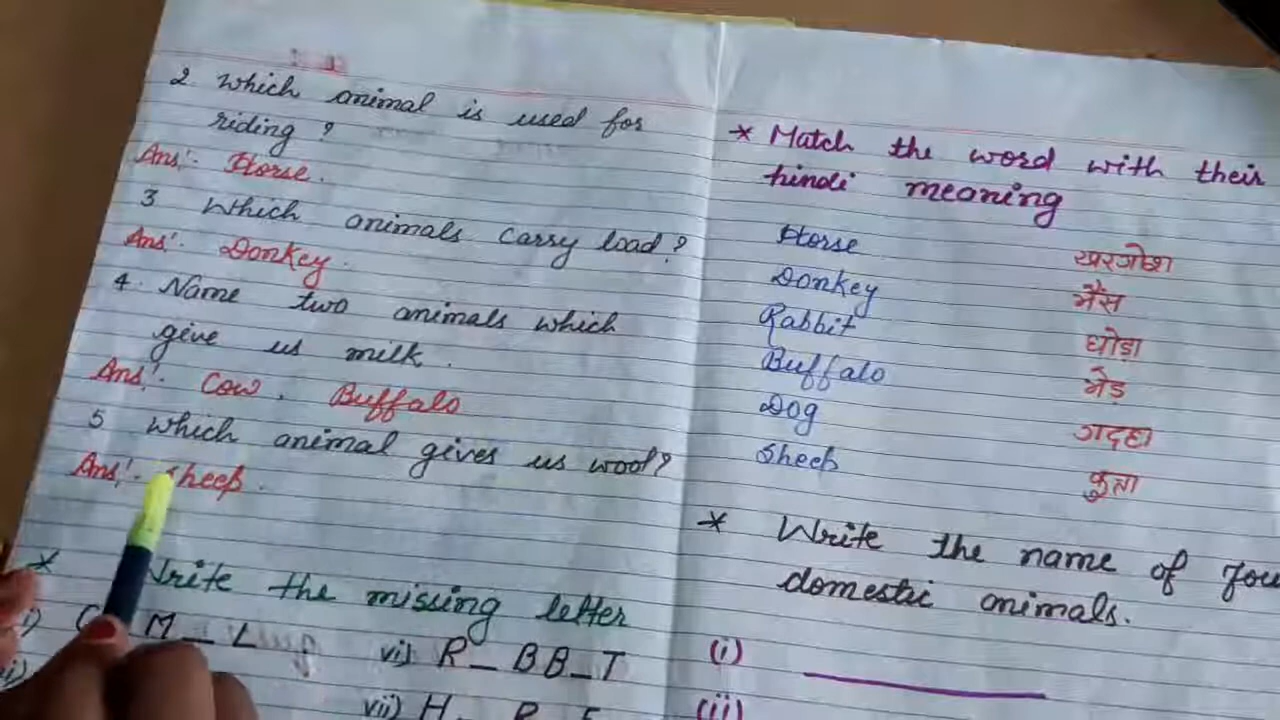 2. Which animal is used for
riding?
Ans:- Horse.
3 Which animals carry load?
Ans:- Donkey.
4. Name two animals which
give us milk.
Ans:- Cow, Buffalo
5 Which animal gives us wool?
Ans:- Sheep.
* Write the missing letter
i) C_M_L
vi) R_BB_T
vii) H
* Match the word with their
hindi meaning
Horse खरगोश
Donkey भैंस
Rabbit घोड़ा
Buffalo भेड़
Dog गदहा
Sheep कुत्ता
* Write the name of four
domestic animals.
(i)
(ii)